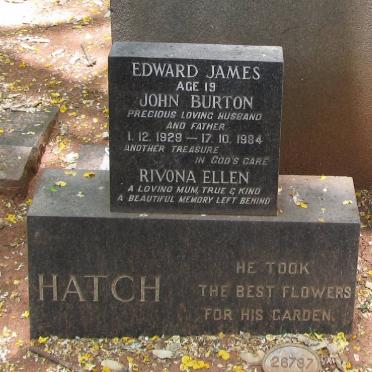 EDWARD JAMES
AGE 19
JOHN BURTON
PRECIOUS LOVING HUSBAND
AND FATHER
1.12.1929 — 17.10.1984
ANOTHER TREASURE
IN GOD'S CARE
RIVONA ELLEN
A LOVING MUM, TRUE & KIND
A BEAUTIFUL MEMORY LEFT BEHIND
HATCH
HE TOOK
THE BEST FLOWERS
FOR HIS GARDEN.
26787